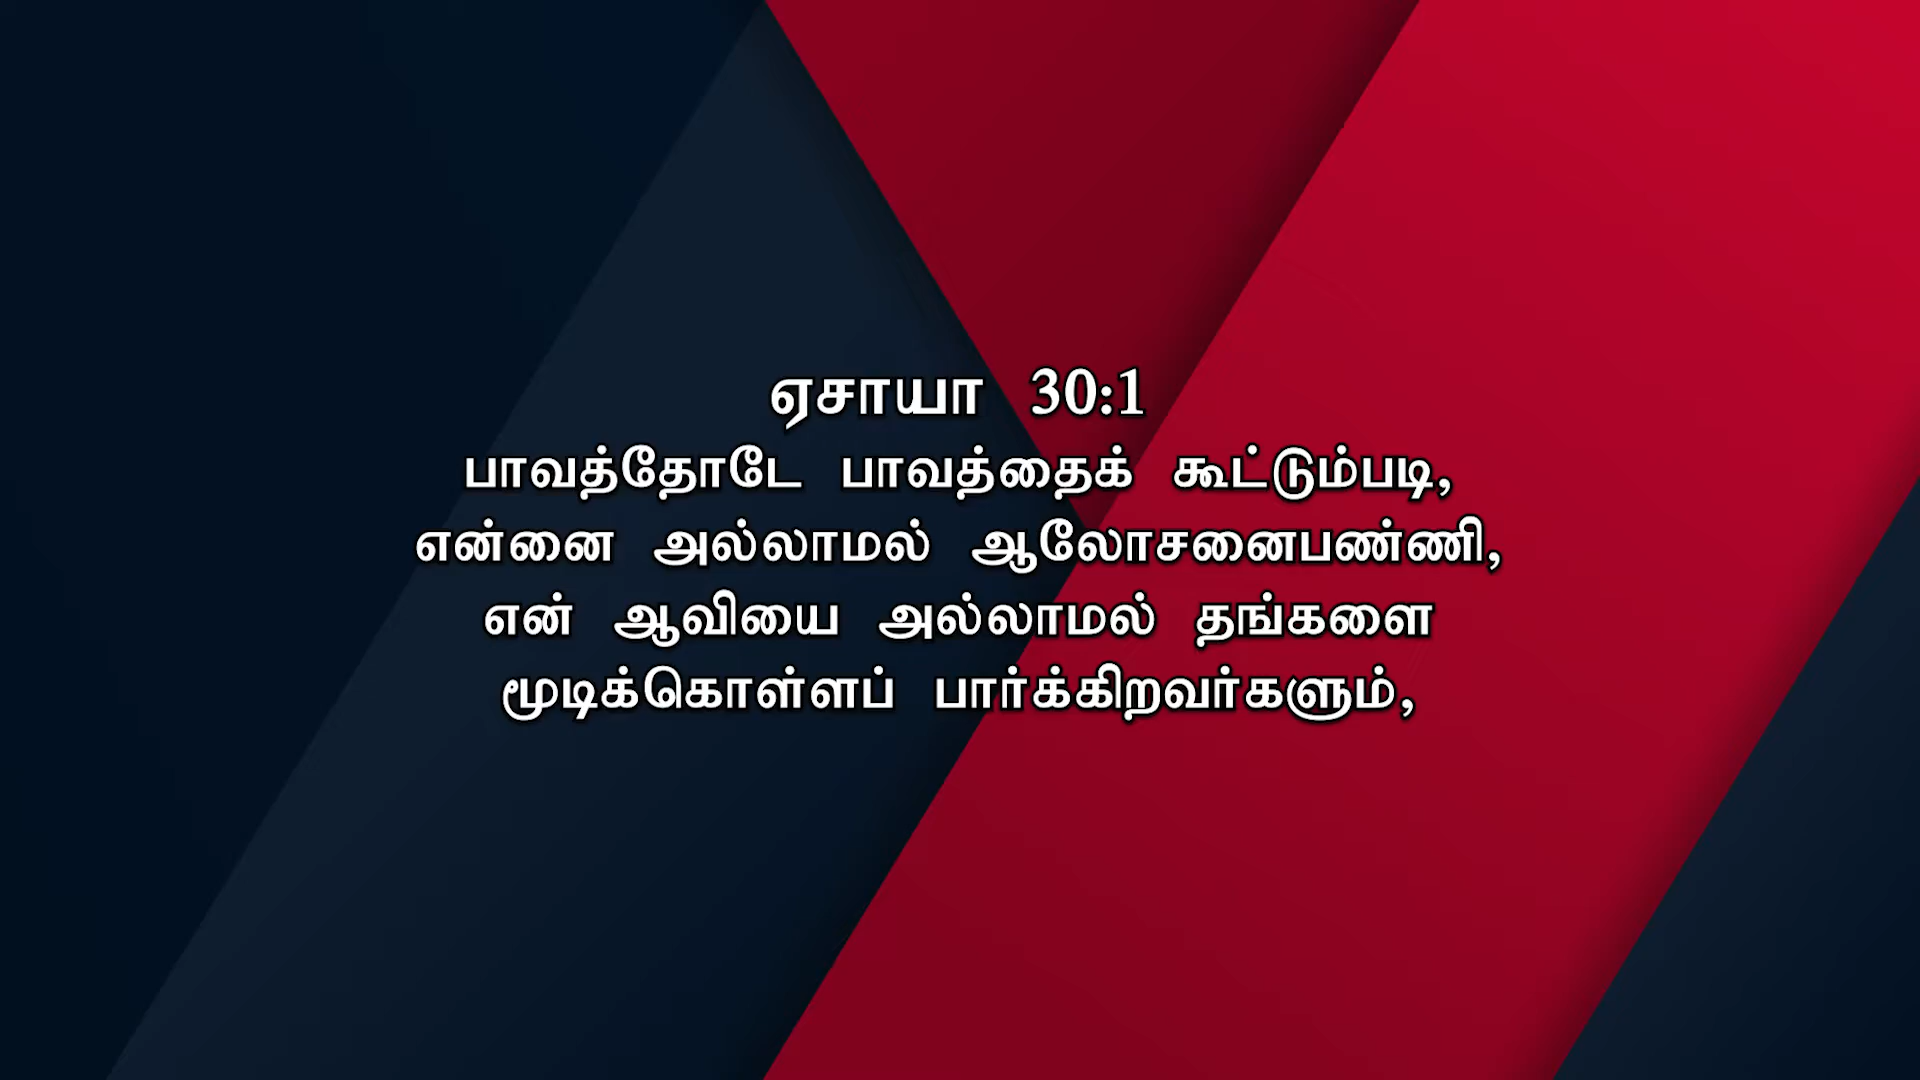 ஏசாயா 30:1
பாவத்தோடே பாவத்தைக் கூட்டும்படி,
என்னை அல்லாமல் ஆலோசனைபண்ணி,
என் ஆவியை அல்லாமல் தங்களை
மூடிக்கொள்ளப் பார்க்கிறவர்களும்,